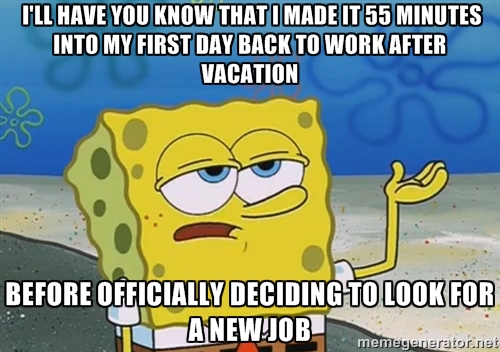 I'LL HAVE YOU KNOW THAT I MADE IT 55 MINUTES
INTO MY FIRST DAY BACK TO WORK AFTER
VACATION
BEFORE OFFICIALLY DECIDING TO LOOK FOR
A NEW JOB
memegenerator.net